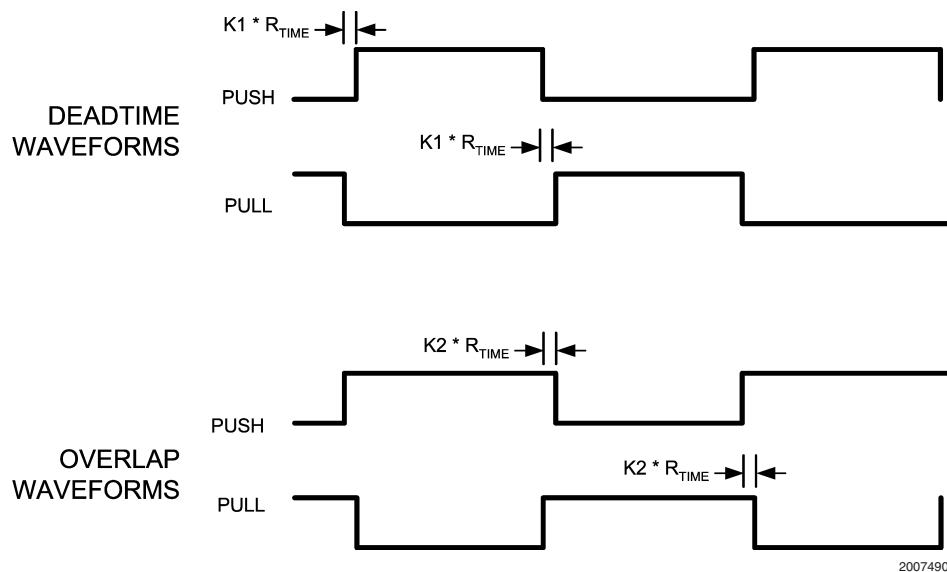 K1 * R_TIME
PUSH
DEADTIME
WAVEFORMS
K1 * R_TIME
PULL
K2 * R_TIME
PUSH
OVERLAP
WAVEFORMS
K2 * R_TIME
PULL
2007490